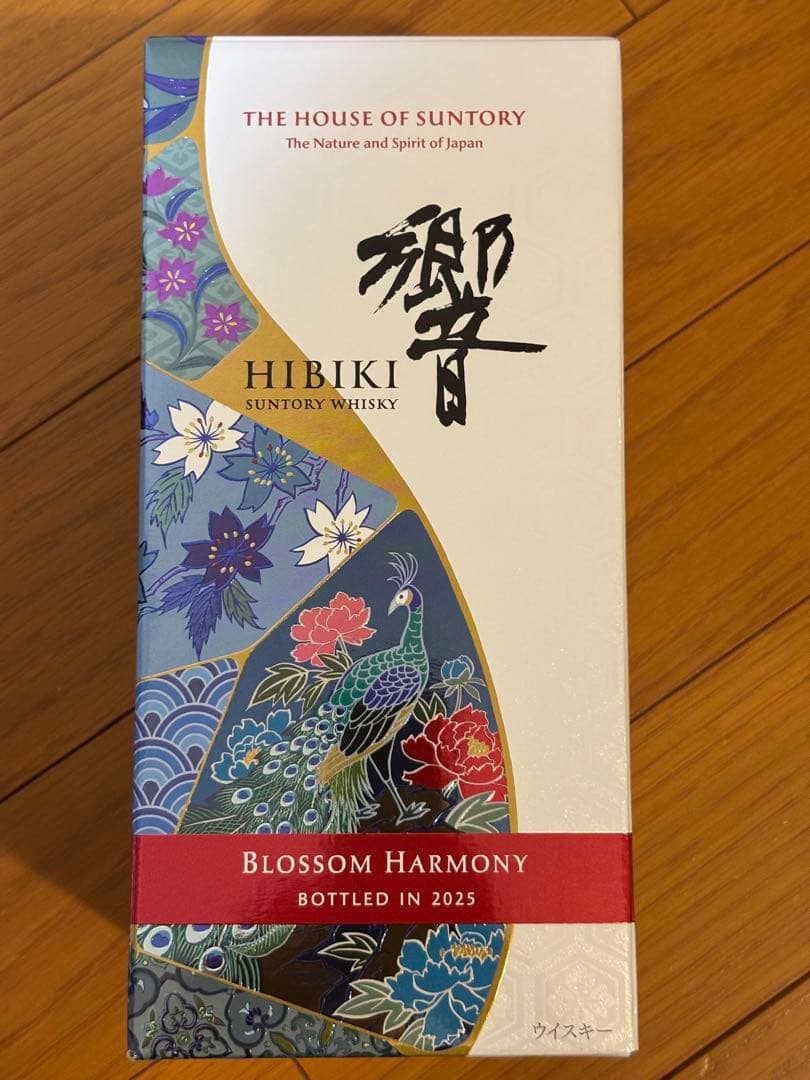 THE HOUSE OF SUNTORY
The Nature and Spirit of Japan
響
HIBIKI
SUNTORY WHISKY
BLOSSOM HARMONY
BOTTLED IN 2025
ウイスキー